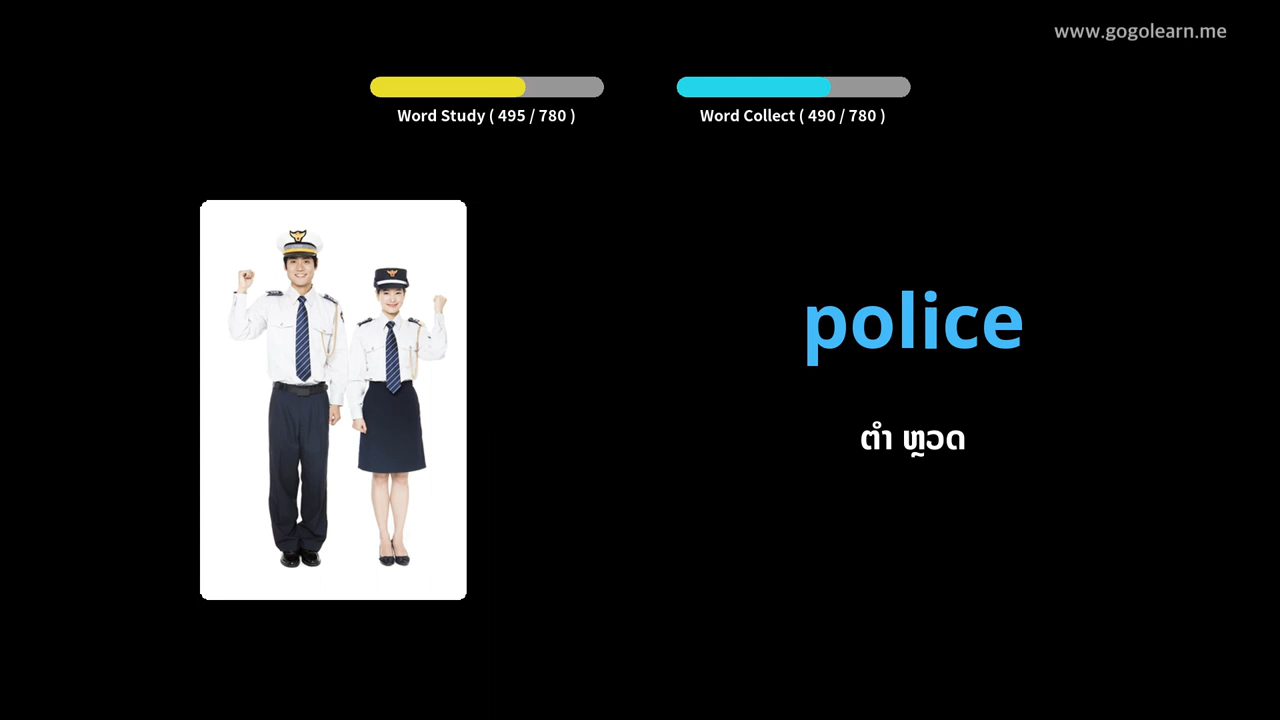 www.gogolearn.me
Word Study ( 495 / 780 )
Word Collect ( 490 / 780 )
police
ຕຳ ຫຼວດ